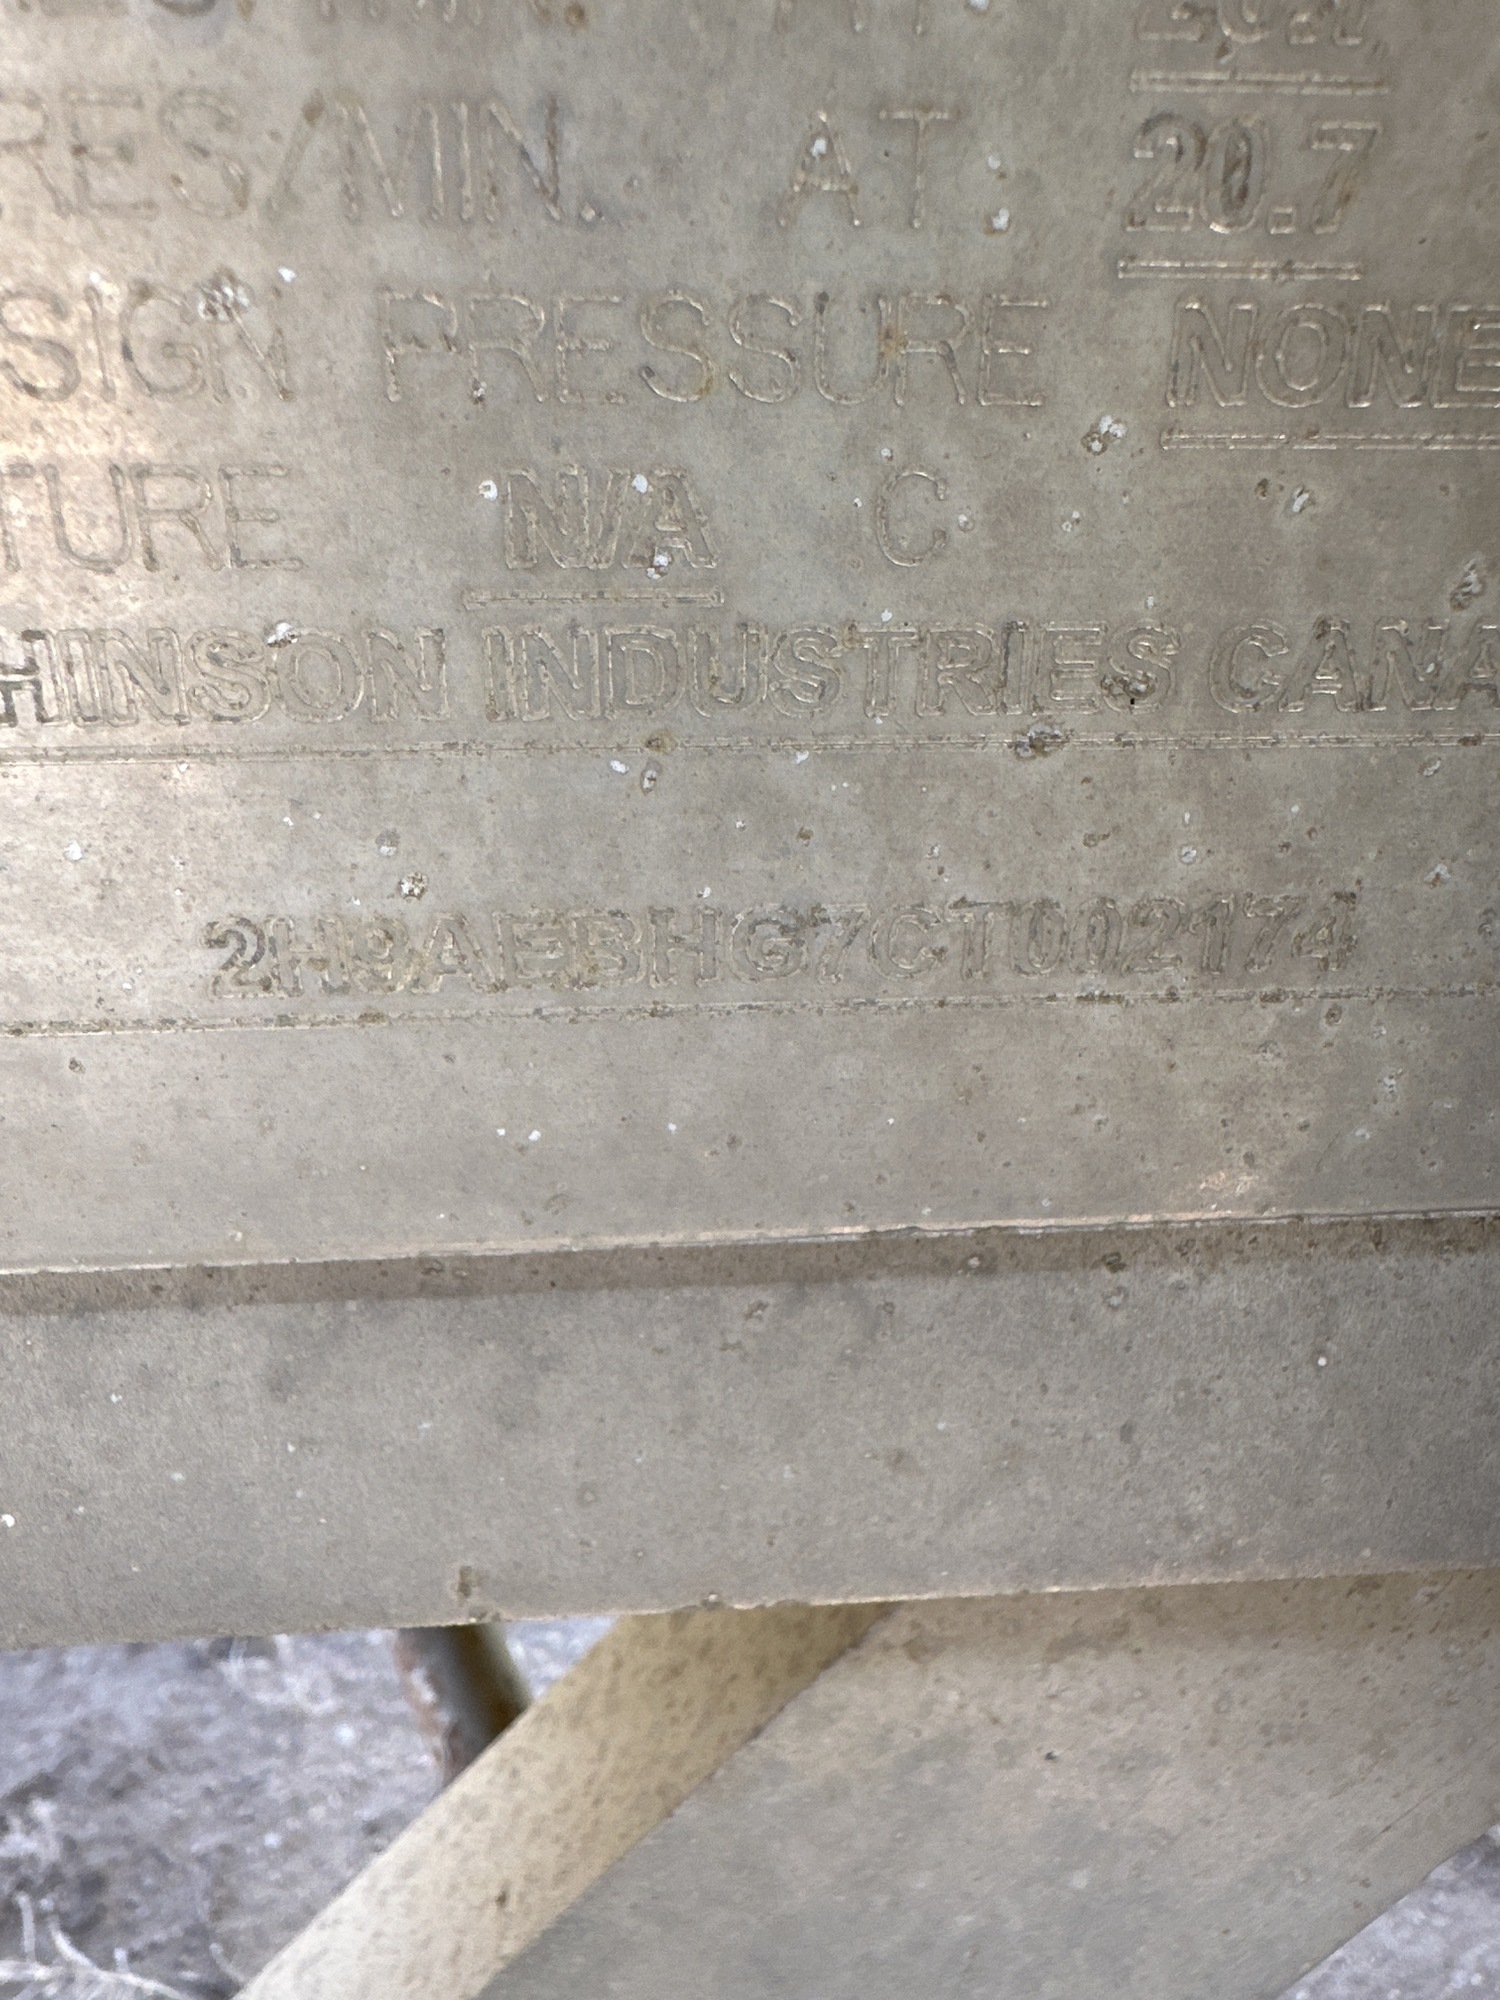 RES/MIN. AT. 20.7
SIGN PRESSURE NONE
TURE N/A C
HINSON INDUSTRIES CANA
2H9AEBHG7CT002174